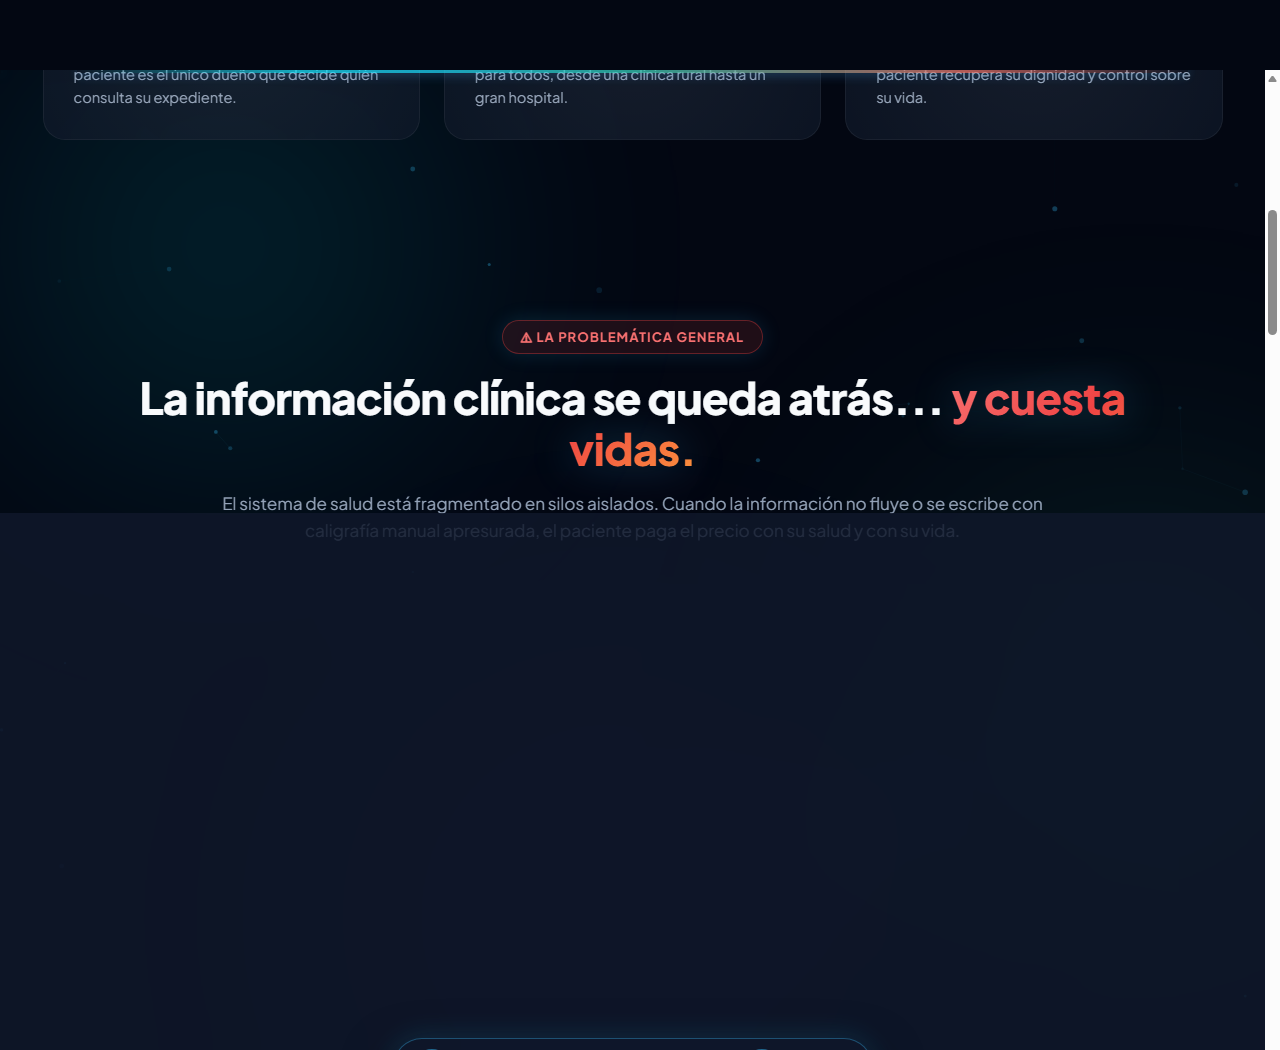 paciente es el único dueño que decide quién
consulta su expediente.
para todos, desde una clínica rural hasta un
gran hospital.
paciente recupera su dignidad y control sobre
su vida.
⚠ LA PROBLEMÁTICA GENERAL
La información clínica se queda atrás... y cuesta
vidas.
El sistema de salud está fragmentado en silos aislados. Cuando la información no fluye o se escribe con
caligrafía manual apresurada, el paciente paga el precio con su salud y con su vida.